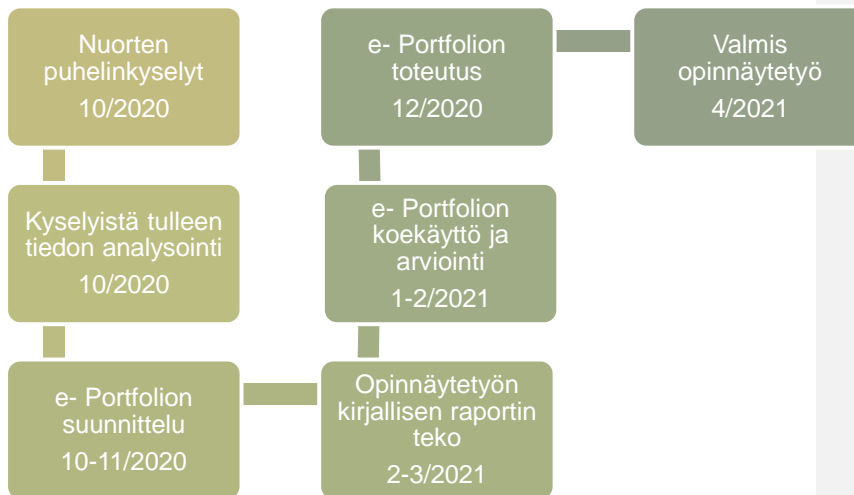 Nuorten
puhelinkyselyt
10/2020
Kyselyistä tulleen
tiedon analysointi
10/2020
e- Portfolion
suunnittelu
10-11/2020
Opinnäytetyön
kirjallisen raportin
teko
2-3/2021
e- Portfolion
koekäyttö ja
arviointi
1-2/2021
e- Portfolion
toteutus
12/2020
Valmis
opinnäytetyö
4/2021